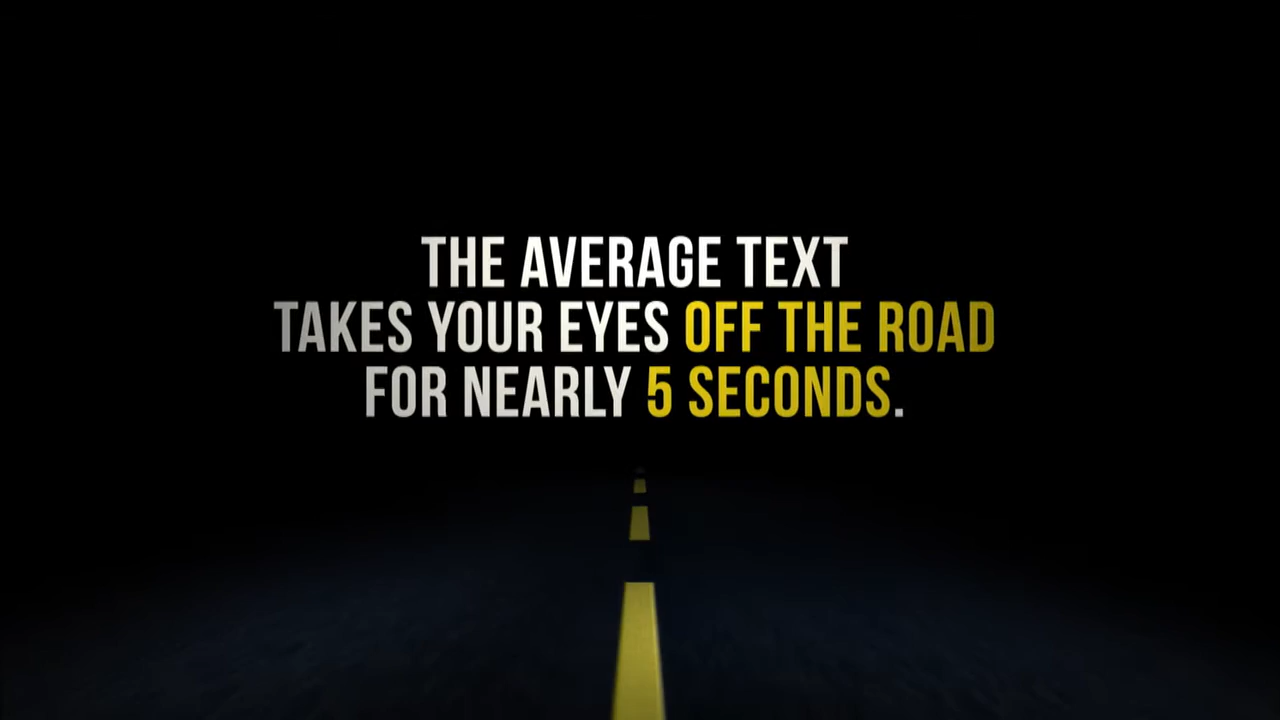 THE AVERAGE TEXT
TAKES YOUR EYES OFF THE ROAD
FOR NEARLY 5 SECONDS.